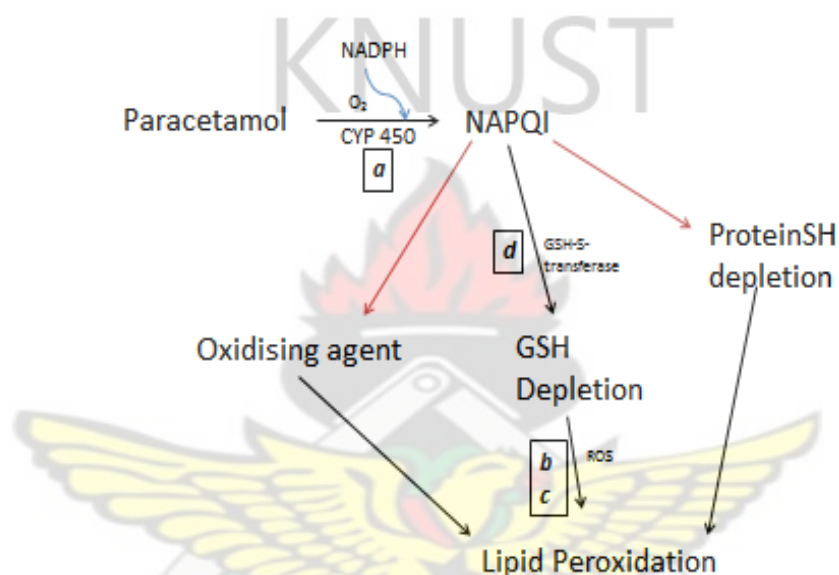 KNUST
NADPH
O₂
Paracetamol
NAPQI
CYP 450
a
d
GSH-S-
transferase
ProteinSH
depletion
Oxidising agent
GSH
Depletion
b
c
ROS
Lipid Peroxidation